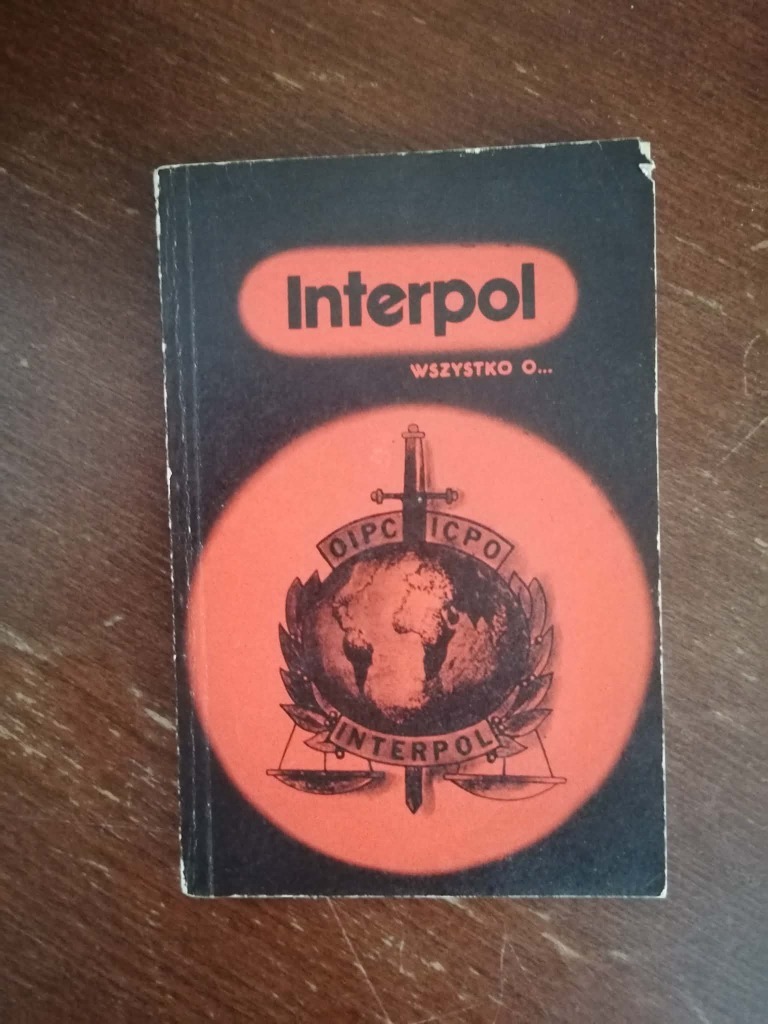 Interpol
WSZYSTKO O...
OIPC ICPO
INTERPOL